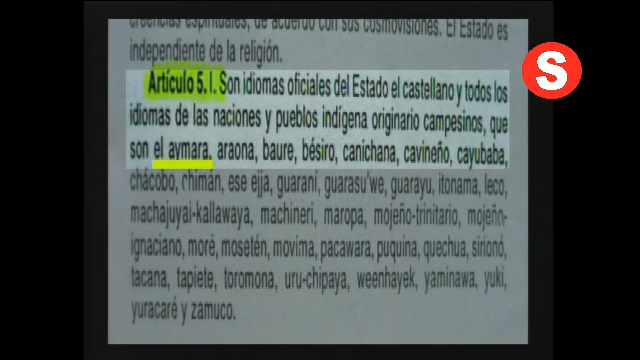 creencias espirituales, de acuerdo con sus cosmovisiones. El Estado es
independiente de la religión.
Artículo 5. I. Son idiomas oficiales del Estado el castellano y todos los
idiomas de las naciones y pueblos indígena originario campesinos, que
son el aymara, araona, baure, bésiro, canichana, cavineño, cayubaba,
chácobo, chimán, ese ejja, guaraní, guarasu'we, guarayu, itonama, leco,
machajuyai-kallawaya, machineri, maropa, mojeño-trinitario, mojeño-
ignaciano, moré, mosetén, movima, pacawara, puquina, quechua, sirionó,
tacana, tapiete, toromona, uru-chipaya, weenhayek, yaminawa, yuki,
yuracaré y zamuco.
S